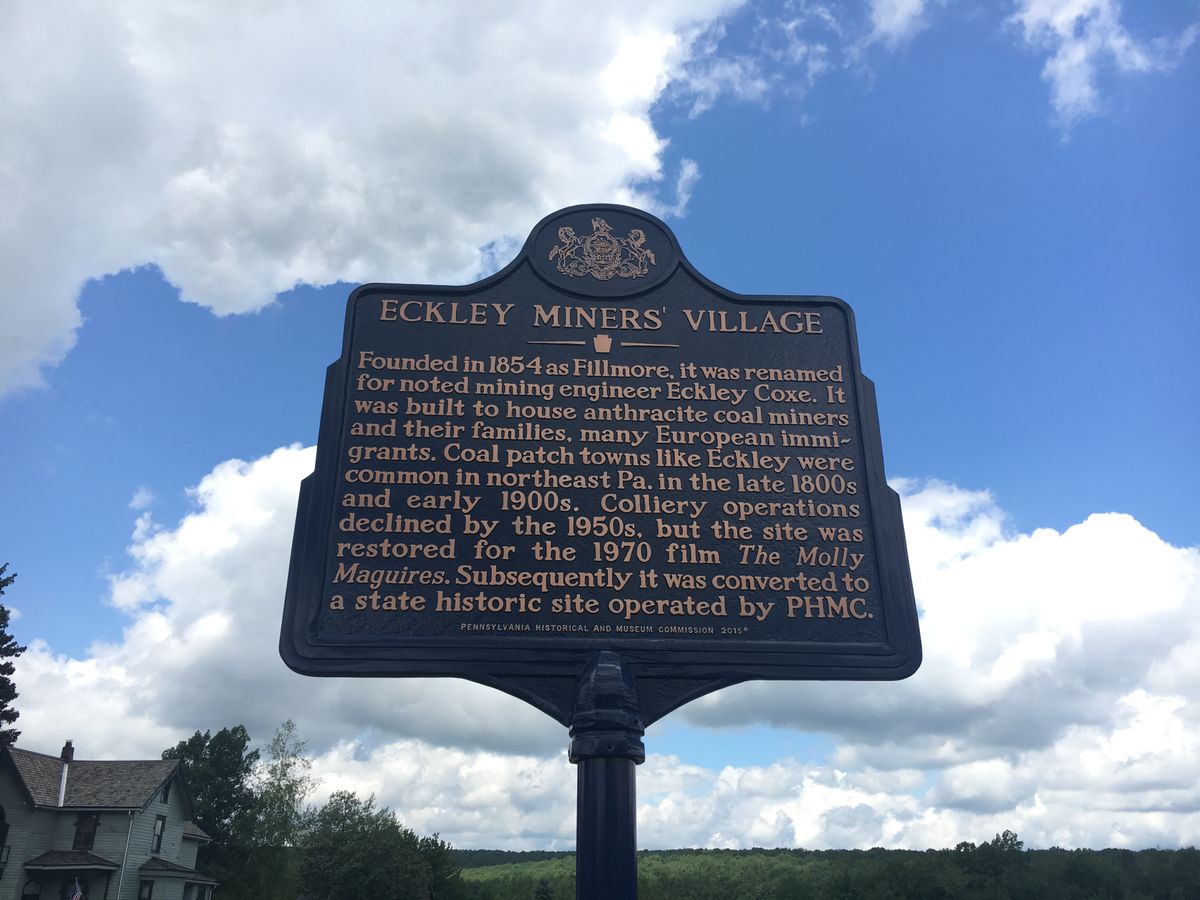 ECKLEY MINERS' VILLAGE
Founded in 1854 as Fillmore, it was renamed
for noted mining engineer Eckley Coxe. It
was built to house anthracite coal miners
and their families, many European immi-
grants. Coal patch towns like Eckley were
common in northeast Pa. in the late 1800s
and early 1900s. Colliery operations
declined by the 1950s, but the site was
restored for the 1970 film The Molly
Maguires. Subsequently it was converted to
a state historic site operated by PHMC.
PENNSYLVANIA HISTORICAL AND MUSEUM COMMISSION 2015®